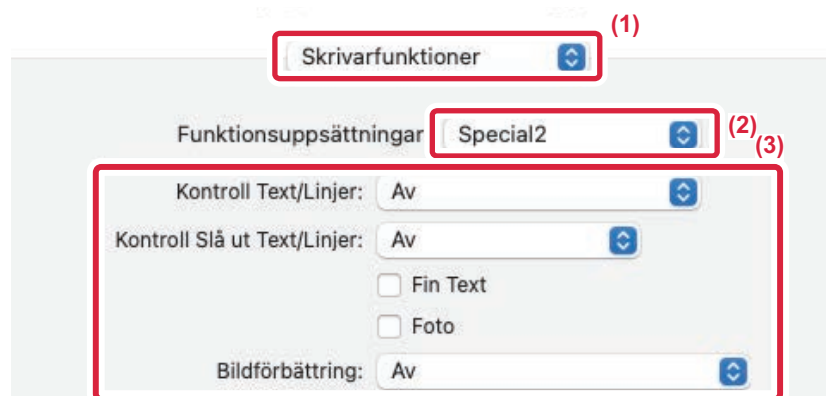 (1)
Skrivarfunktioner
Funktionsuppsättningar Special2 (2)
(3)
Kontroll Text/Linjer: Av
Kontroll Slå ut Text/Linjer: Av
Fin Text
Foto
Bildförbättring: Av